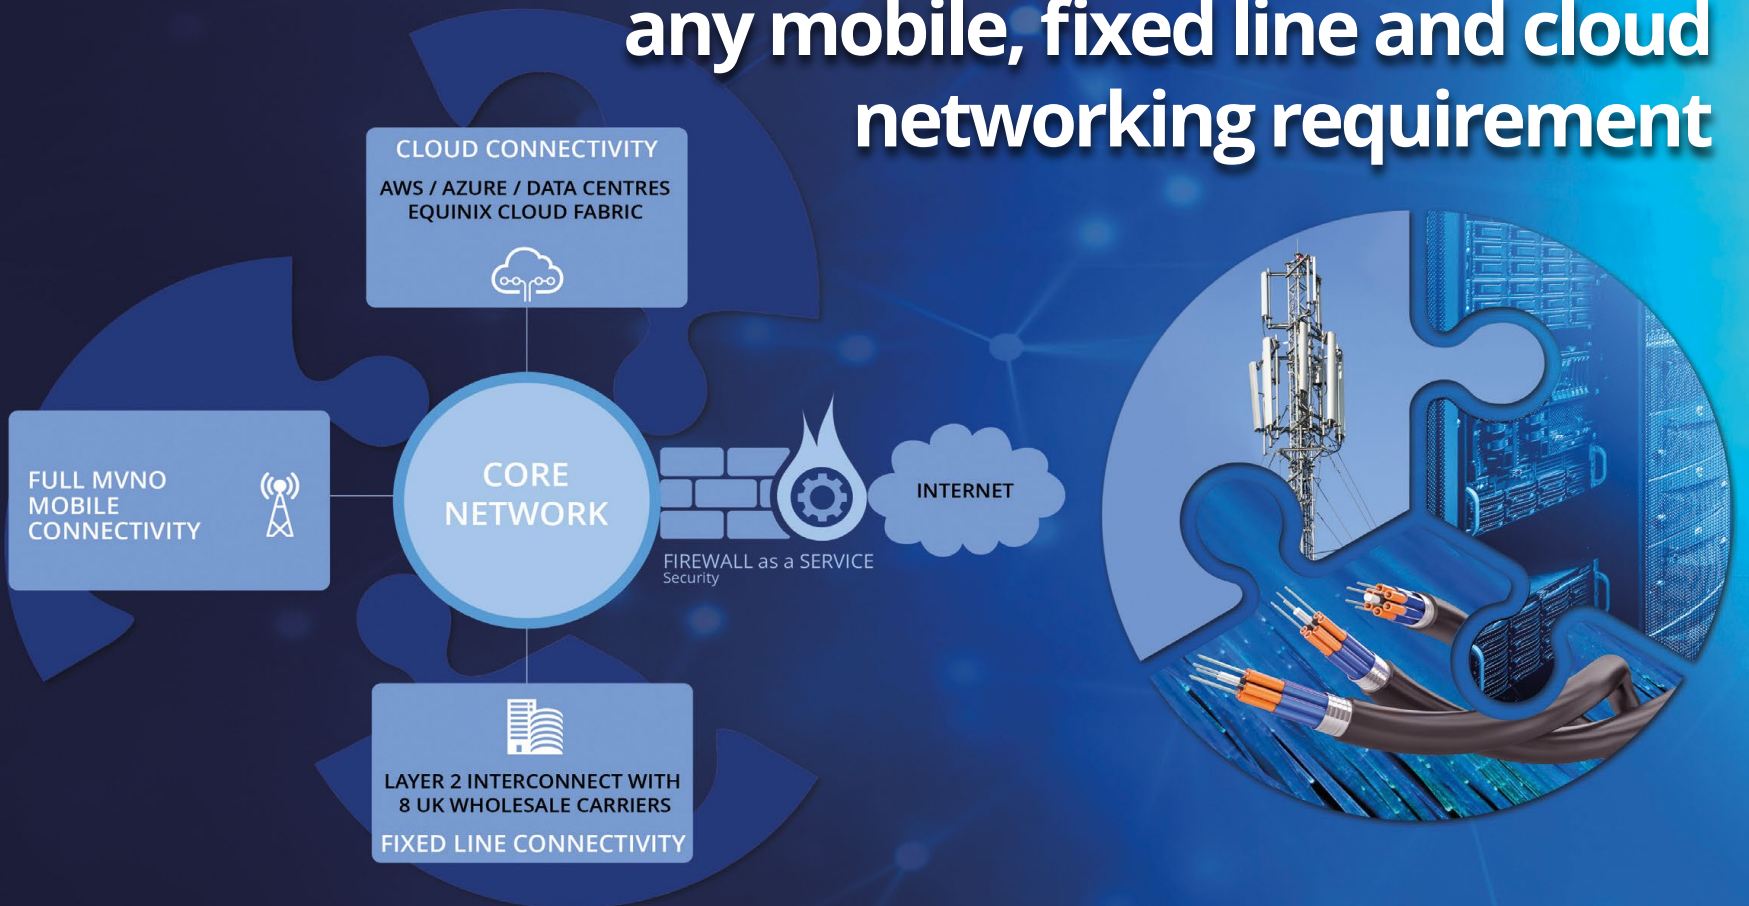 any mobile, fixed line and cloud
networking requirement
CLOUD CONNECTIVITY
AWS / AZURE / DATA CENTRES
EQUINIX CLOUD FABRIC
FULL MVNO
MOBILE
CONNECTIVITY
CORE
NETWORK
INTERNET
FIREWALL as a SERVICE
Security
LAYER 2 INTERCONNECT WITH
8 UK WHOLESALE CARRIERS
FIXED LINE CONNECTIVITY